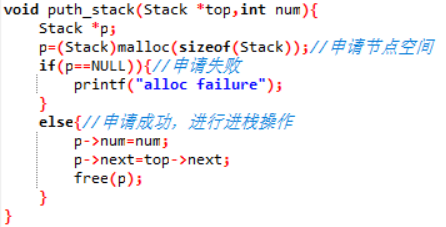 void puth_stack(Stack *top,int num){
Stack *p;
p=(Stack)malloc(sizeof(Stack));//申请节点空间
if(p==NULL)){//申请失败
printf("alloc failure");
}
else{//申请成功，进行进栈操作
p->num=num;
p->next=top->next;
free(p);
}
}